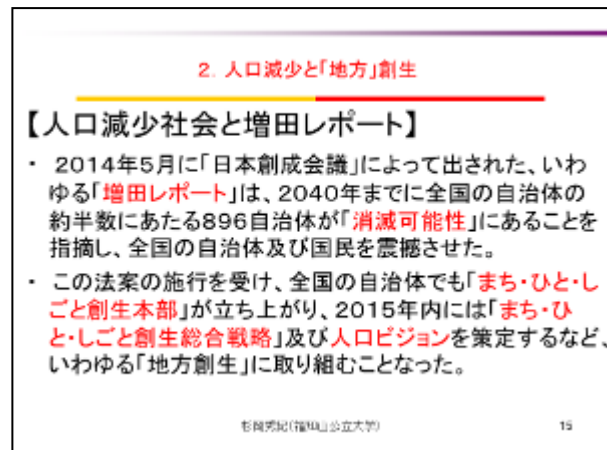 2. 人口減少と「地方」創生
【人口減少社会と増田レポート】
・ 2014年5月に「日本創成会議」によって出された、いわ
ゆる「増田レポート」は、2040年までに全国の自治体の
約半数にあたる896自治体が「消滅可能性」にあることを
指摘し、全国の自治体及び国民を震撼させた。
・ この法案の施行を受け、全国の自治体でも「まち・ひと・し
ごと創生本部」が立ち上がり、2015年内には「まち・ひ
と・しごと創生総合戦略」及び人口ビジョンを策定するなど、
いわゆる「地方創生」に取り組むことなった。
杉岡秀紀(福知山公立大学)
15